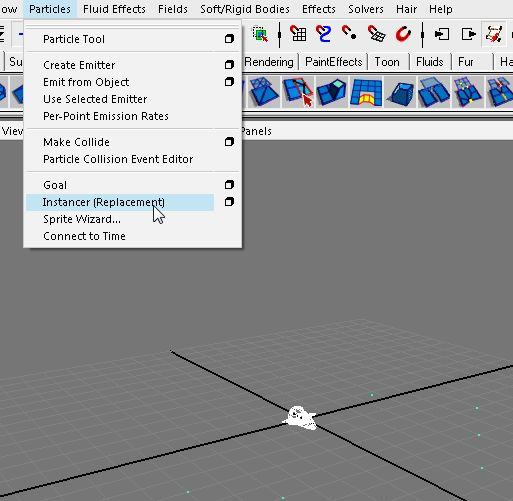 ow Particles Fluid Effects Fields Soft/Rigid Bodies Effects Solvers Hair Help
Su Rendering PaintEffects Toon Fluids Fur Ha
View Panels
Particle Tool
Create Emitter
Emit from Object
Use Selected Emitter
Per-Point Emission Rates
Make Collide
Particle Collision Event Editor
Goal
Instancer (Replacement)
Sprite Wizard...
Connect to Time